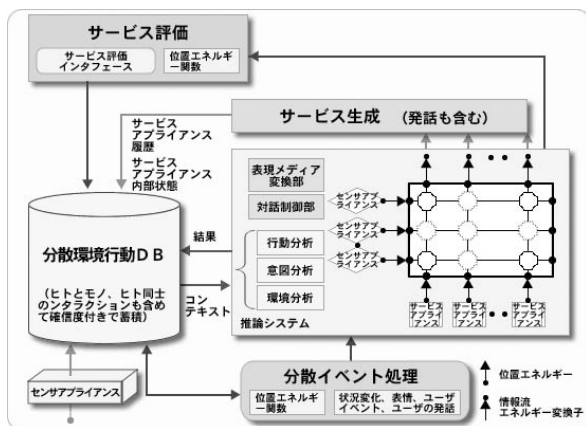 サービス評価
サービス評価
インタフェース
位置エネルギ
ー関数
サービス
アプライアンス
履歴
サービス
アプライアンス
内部状態
サービス生成 (発話も含む)
表現メディア
変換部
対話制御部
行動分析
意図分析
環境分析
推論システム
センサアプ
ライアンス
センサアプ
ライアンス
センサアプ
ライアンス
サービス
アプライ
アンス
サービス
アプライ
アンス
サービス
アプライ
アンス
結果
コン
テキスト
分散環境行動DB
(ヒトとモノ、ヒト同士
のンタラクションも含め
て確信度付きで蓄積)
センサアプライアンス
分散イベント処理
位置エネルギ
ー関数
状況変化、表情、ユーザ
イベント、ユーザの発話
位置エネルギー
情報流
エネルギー変換子